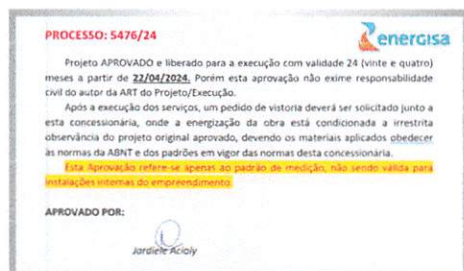 PROCESSO: 5476/24
energisa
Projeto APROVADO e liberado para a execução com validade 24 (vinte e quatro)
meses a partir de 22/04/2024. Porém esta aprovação não exime responsabilidade
civil do autor da ART do Projeto/Execução.
Após a execução dos serviços, um pedido de vistoria deverá ser solicitado junto a
esta concessionária, onde a energização da obra está condicionada a irrestrita
observância do projeto original aprovado, devendo os materiais aplicados obedecer
às normas da ABNT e dos padrões em vigor das normas desta concessionária.
Esta Aprovação refere-se apenas ao padrão de medição, não sendo válida para
instalações internas do empreendimento.
APROVADO POR:
Jardiele Acioly